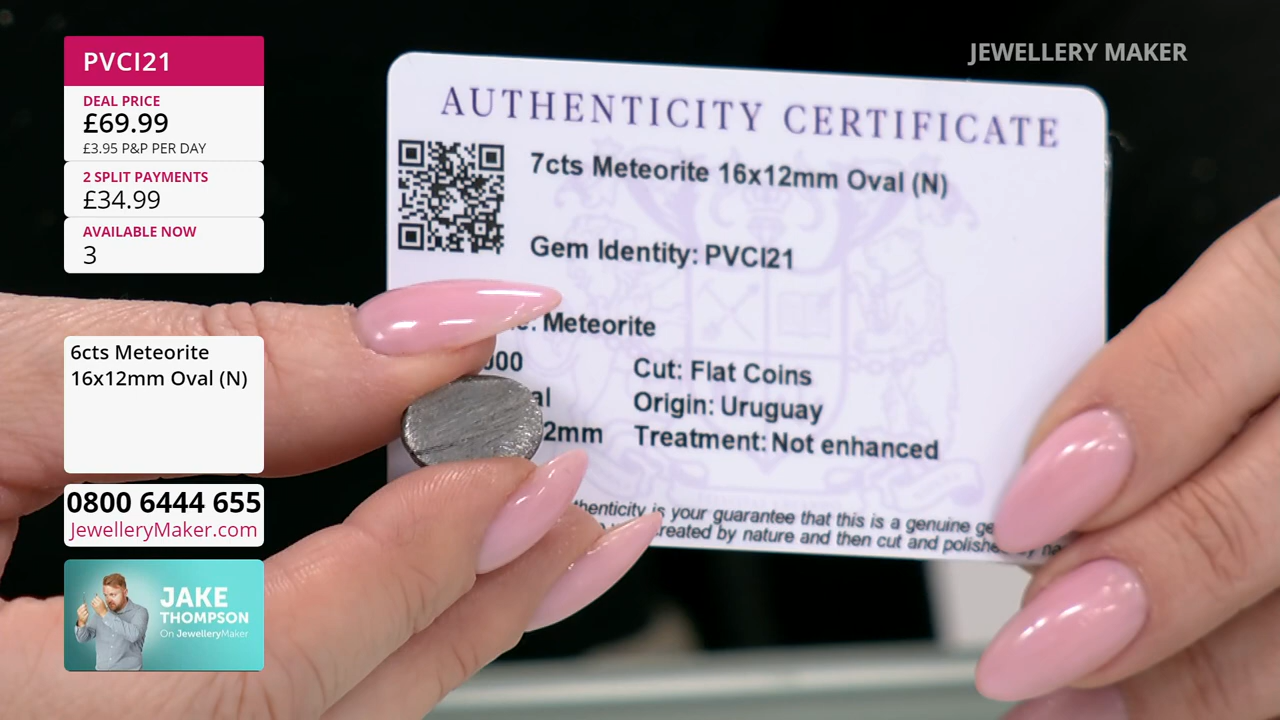 PVCI21
DEAL PRICE
£69.99
£3.95 P&P PER DAY
2 SPLIT PAYMENTS
£34.99
AVAILABLE NOW
3
6cts Meteorite
16x12mm Oval (N)
0800 6444 655
JewelleryMaker.com
JAKE
THOMPSON
On JewelleryMaker
JEWELLERY MAKER
AUTHENTICITY CERTIFICATE
7cts Meteorite 16x12mm Oval (N)
Gem Identity: PVCI21
: Meteorite
Cut: Flat Coins
Origin: Uruguay
2mm Treatment: Not enhanced
is your guarantee that this is a genuine
created by nature and then cut and